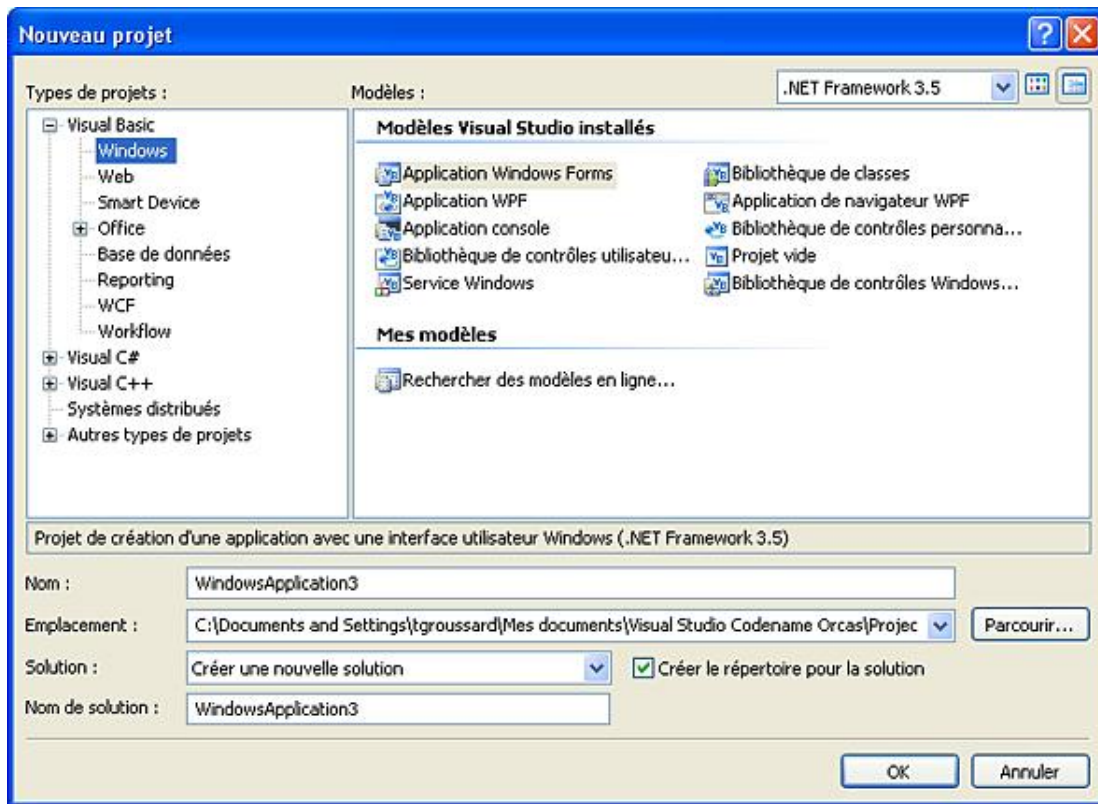 Nouveau projet
Types de projets :
Modèles :
.NET Framework 3.5
Visual Basic
Windows
Web
Smart Device
Office
Base de données
Reporting
WCF
Workflow
Visual C#
Visual C++
Systèmes distribués
Autres types de projets
Modèles Visual Studio installés
Application Windows Forms
Bibliothèque de classes
Application WPF
Application de navigateur WPF
Application console
Bibliothèque de contrôles persona...
Bibliothèque de contrôles utilisateu...
Projet vide
Service Windows
Bibliothèque de contrôles Windows...
Mes modèles
Rechercher des modèles en ligne...
Projet de création d'une application avec une interface utilisateur Windows (.NET Framework 3.5)
Nom :
WindowsApplication3
Emplacement :
C:\Documents and Settings\tgroussard\Mes documents\Visual Studio Codename Orcas\Projec
Parcourir...
Solution :
Créer une nouvelle solution
Créer le répertoire pour la solution
Nom de solution :
WindowsApplication3
OK
Annuler